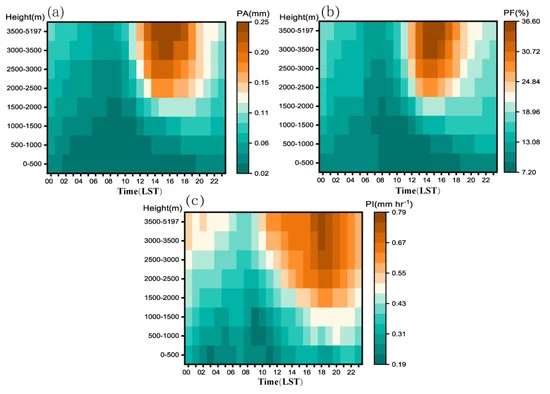 (a)
Height(m)
PA(mm)
3500-5197
3000-3500
2500-3000
2000-2500
1500-2000
1000-1500
500-1000
0-500
00 02 04 06 08 10 12 14 16 18 20 22
Time(LST)
0.25
0.20
0.15
0.11
0.06
0.02
(b)
Height(m)
PF(%)
3500-5197
3000-3500
2500-3000
2000-2500
1500-2000
1000-1500
500-1000
0-500
00 02 04 06 08 10 12 14 16 18 20 22
Time(LST)
36.60
30.72
24.84
18.96
13.08
7.20
(c)
Height(m)
PI(mm hr⁻¹)
3500-5197
3000-3500
2500-3000
2000-2500
1500-2000
1000-1500
500-1000
0-500
00 02 04 06 08 10 12 14 16 18 20 22
Time(LST)
0.79
0.67
0.55
0.43
0.31
0.19